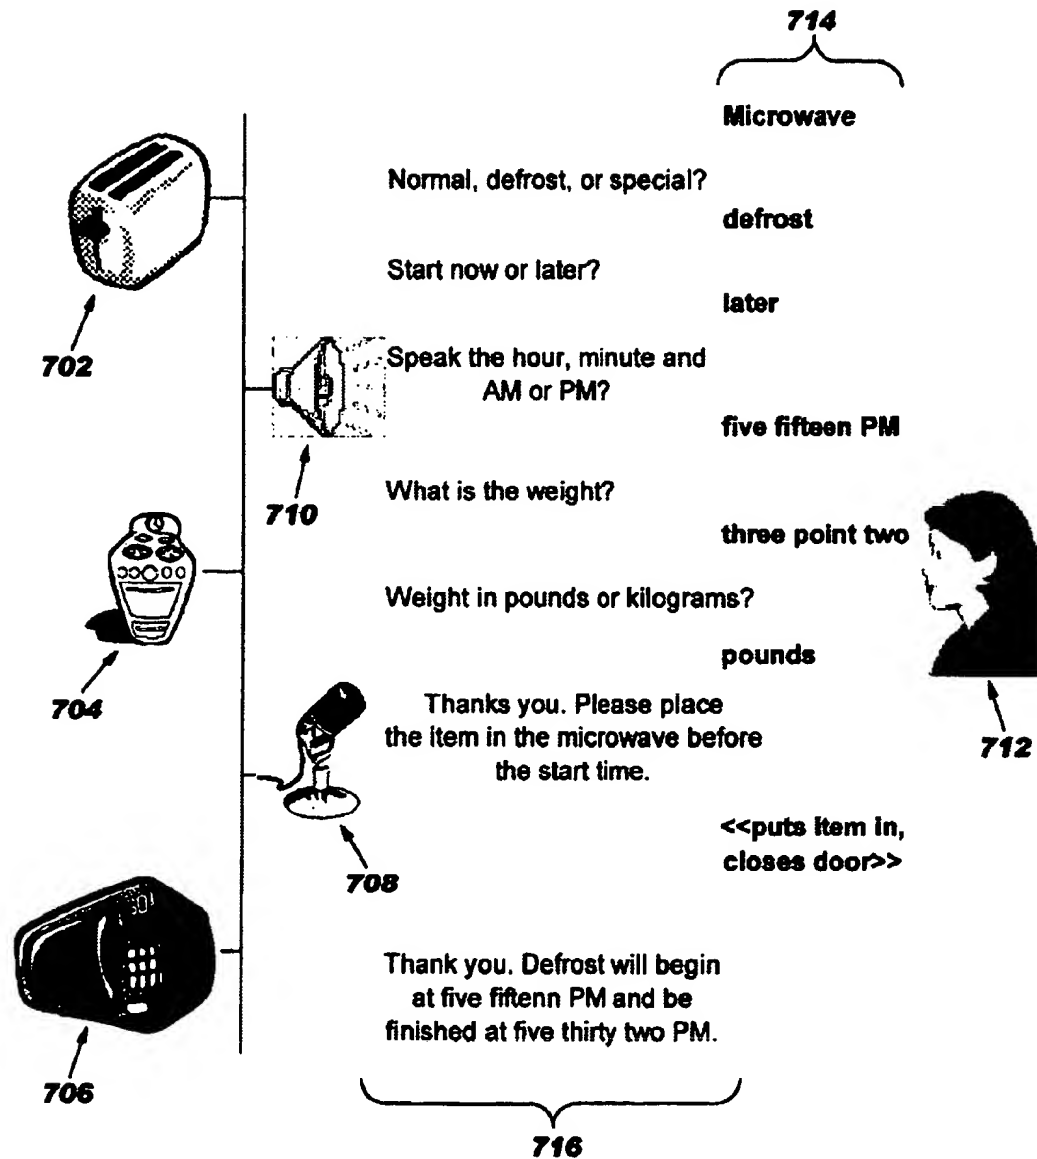 714
Microwave
Normal, defrost, or special?
defrost
Start now or later?
later
702
Speak the hour, minute and
AM or PM?
five fifteen PM
710
What is the weight?
three point two
Weight in pounds or kilograms?
pounds
704
Thanks you. Please place
the item in the microwave before
the start time.
712
<<puts item in,
closes door>>
708
Thank you. Defrost will begin
at five fiftenn PM and be
finished at five thirty two PM.
706
716